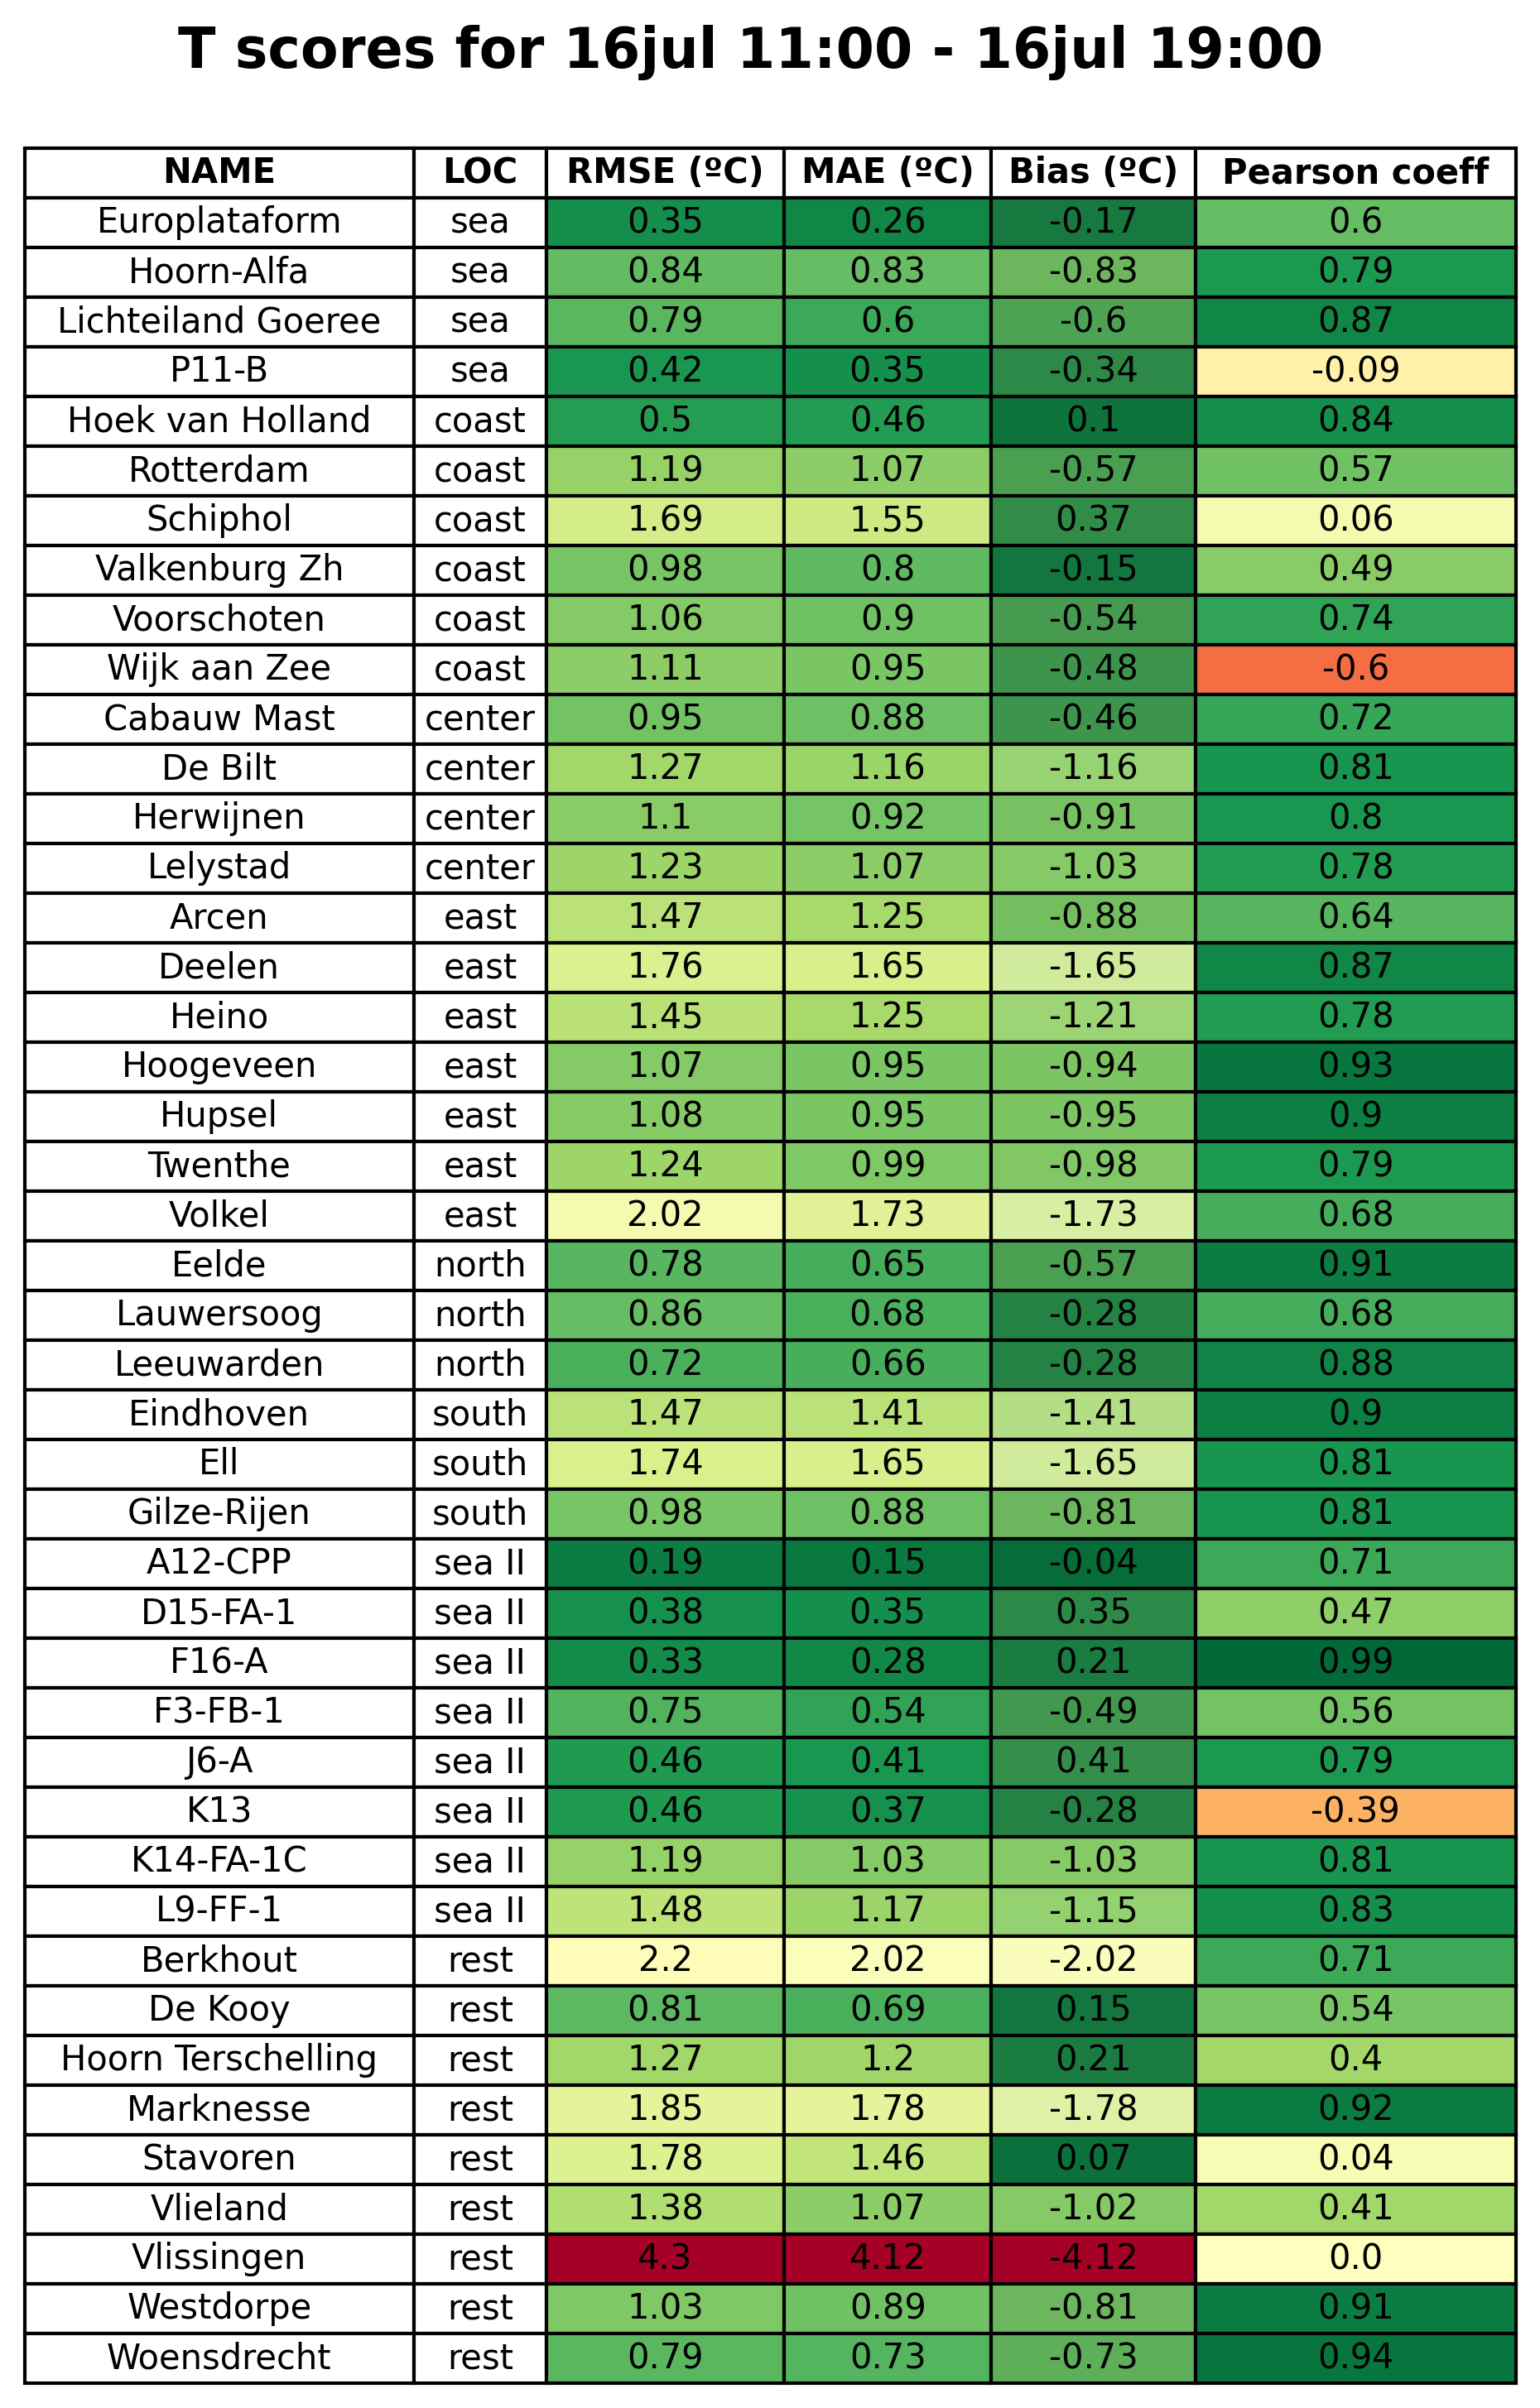 T scores for 16jul 11:00 - 16jul 19:00
NAME LOC RMSE (ºC) MAE (ºC) Bias (ºC) Pearson coeff
Europlataform sea 0.35 0.26 -0.17 0.6
Hoorn-Alfa sea 0.84 0.83 -0.83 0.79
Lichteiland Goeree sea 0.79 0.6 -0.6 0.87
P11-B sea 0.42 0.35 -0.34 -0.09
Hoek van Holland coast 0.5 0.46 0.1 0.84
Rotterdam coast 1.19 1.07 -0.57 0.57
Schiphol coast 1.69 1.55 0.37 0.06
Valkenburg Zh coast 0.98 0.8 -0.15 0.49
Voorschoten coast 1.06 0.9 -0.54 0.74
Wijk aan Zee coast 1.11 0.95 -0.48 -0.6
Cabauw Mast center 0.95 0.88 -0.46 0.72
De Bilt center 1.27 1.16 -1.16 0.81
Herwijnen center 1.1 0.92 -0.91 0.8
Lelystad center 1.23 1.07 -1.03 0.78
Arcen east 1.47 1.25 -0.88 0.64
Deelen east 1.76 1.65 -1.65 0.87
Heino east 1.45 1.25 -1.21 0.78
Hoogeveen east 1.07 0.95 -0.94 0.93
Hupsel east 1.08 0.95 -0.95 0.9
Twenthe east 1.24 0.99 -0.98 0.79
Volkel east 2.02 1.73 -1.73 0.68
Eelde north 0.78 0.65 -0.57 0.91
Lauwersoog north 0.86 0.68 -0.28 0.68
Leeuwarden north 0.72 0.66 -0.28 0.88
Eindhoven south 1.47 1.41 -1.41 0.9
Ell south 1.74 1.65 -1.65 0.81
Gilze-Rijen south 0.98 0.88 -0.81 0.81
A12-CPP sea II 0.19 0.15 -0.04 0.71
D15-FA-1 sea II 0.38 0.35 0.35 0.47
F16-A sea II 0.33 0.28 0.21 0.99
F3-FB-1 sea II 0.75 0.54 -0.49 0.56
J6-A sea II 0.46 0.41 0.41 0.79
K13 sea II 0.46 0.37 -0.28 -0.39
K14-FA-1C sea II 1.19 1.03 -1.03 0.81
L9-FF-1 sea II 1.48 1.17 -1.15 0.83
Berkhout rest 2.2 2.02 -2.02 0.71
De Kooy rest 0.81 0.69 0.15 0.54
Hoorn Terschelling rest 1.27 1.2 0.21 0.4
Marknesse rest 1.85 1.78 -1.78 0.92
Stavoren rest 1.78 1.46 0.07 0.04
Vlieland rest 1.38 1.07 -1.02 0.41
Vlissingen rest 4.3 4.12 -4.12 0.0
Westdorpe rest 1.03 0.89 -0.81 0.91
Woensdrecht rest 0.79 0.73 -0.73 0.94